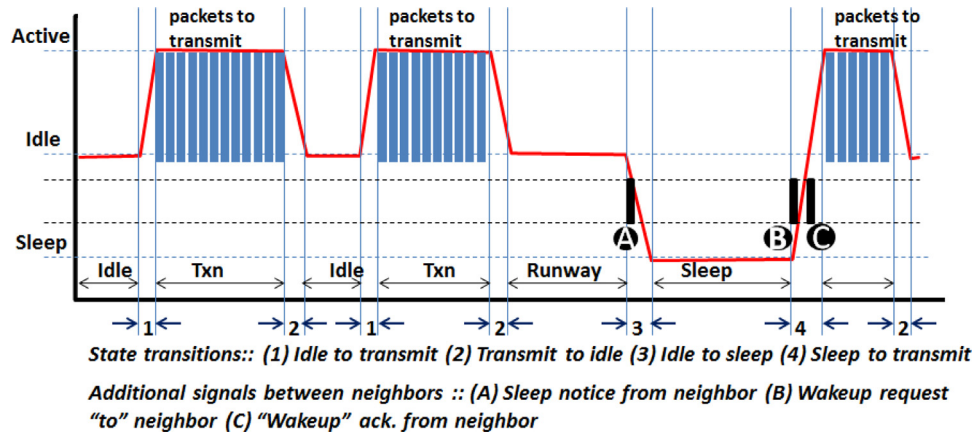 packets to packets to packets to
Active transmit transmit transmit
Idle
A B C
Sleep
Idle Txn Idle Txn Runway Sleep
1 2 1 2 3 4 2
State transitions:: (1) Idle to transmit (2) Transmit to idle (3) Idle to sleep (4) Sleep to transmit
Additional signals between neighbors :: (A) Sleep notice from neighbor (B) Wakeup request
“to” neighbor (C) “Wakeup” ack. from neighbor